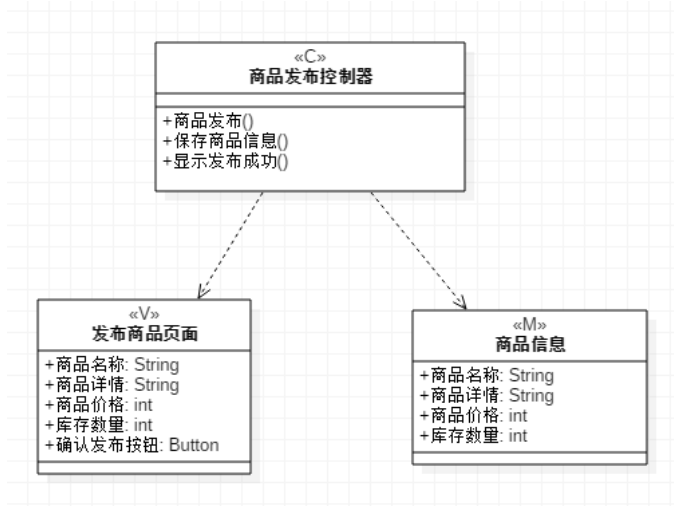 «C»
商品发布控制器
+商品发布()
+保存商品信息()
+显示发布成功()
«V»
发布商品页面
+商品名称: String
+商品详情: String
+商品价格: int
+库存数量: int
+确认发布按钮: Button
«M»
商品信息
+商品名称: String
+商品详情: String
+商品价格: int
+库存数量: int